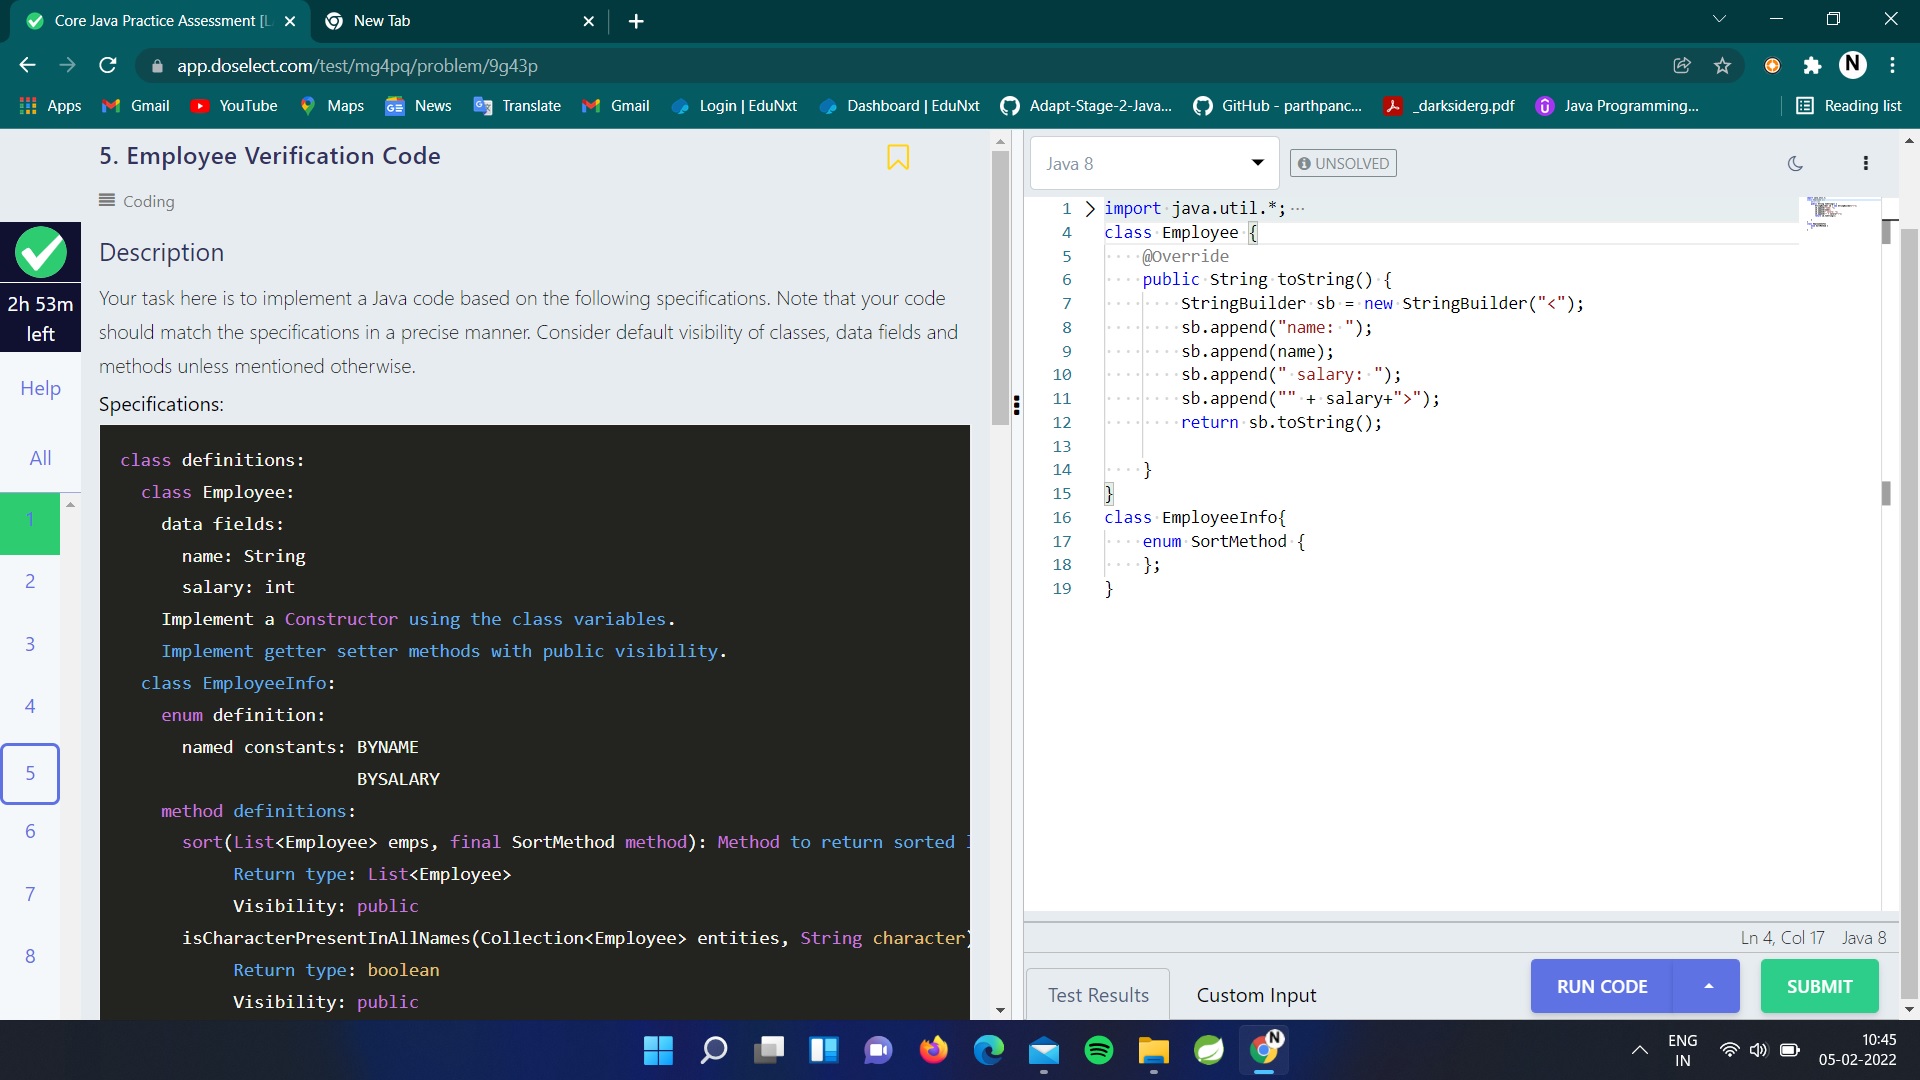 Core Java Practice Assessment [L
New Tab
app.doselect.com/test/mg4pq/problem/9g43p
N
Apps
Gmail
YouTube
Maps
News
Translate
Gmail
Login | EduNxt
Dashboard | EduNxt
Adapt-Stage-2-Java...
GitHub - parthpanc...
_darksiderg.pdf
Java Programming...
Reading list
5. Employee Verification Code
Coding
2h 53m
left
Help
All
1
2
3
4
5
6
7
8
Description
Your task here is to implement a Java code based on the following specifications. Note that your code
should match the specifications in a precise manner. Consider default visibility of classes, data fields and
methods unless mentioned otherwise.
Specifications:
class definitions:
class Employee:
data fields:
name: String
salary: int
Implement a Constructor using the class variables.
Implement getter setter methods with public visibility.
class EmployeeInfo:
enum definition:
named constants: BYNAME
BYSALARY
method definitions:
sort(List<Employee> emps, final SortMethod method): Method to return sorted
Return type: List<Employee>
Visibility: public
isCharacterPresentInAllNames(Collection<Employee> entities, String character)
Return type: boolean
Visibility: public
Java 8
UNSOLVED
1 import java.util.*; ...
4 class Employee {
5 @Override
6 public String toString() {
7 StringBuilder sb = new StringBuilder("<");
8 sb.append("name: ");
9 sb.append(name);
10 sb.append(" salary: ");
11 sb.append("" + salary+">");
12 return sb.toString();
13
14 }
15 }
16 class EmployeeInfo{
17 enum SortMethod {
18 };
19 }
Ln 4, Col 17 Java 8
Test Results
Custom Input
RUN CODE
SUBMIT
N
ENG
IN
10:45
05-02-2022